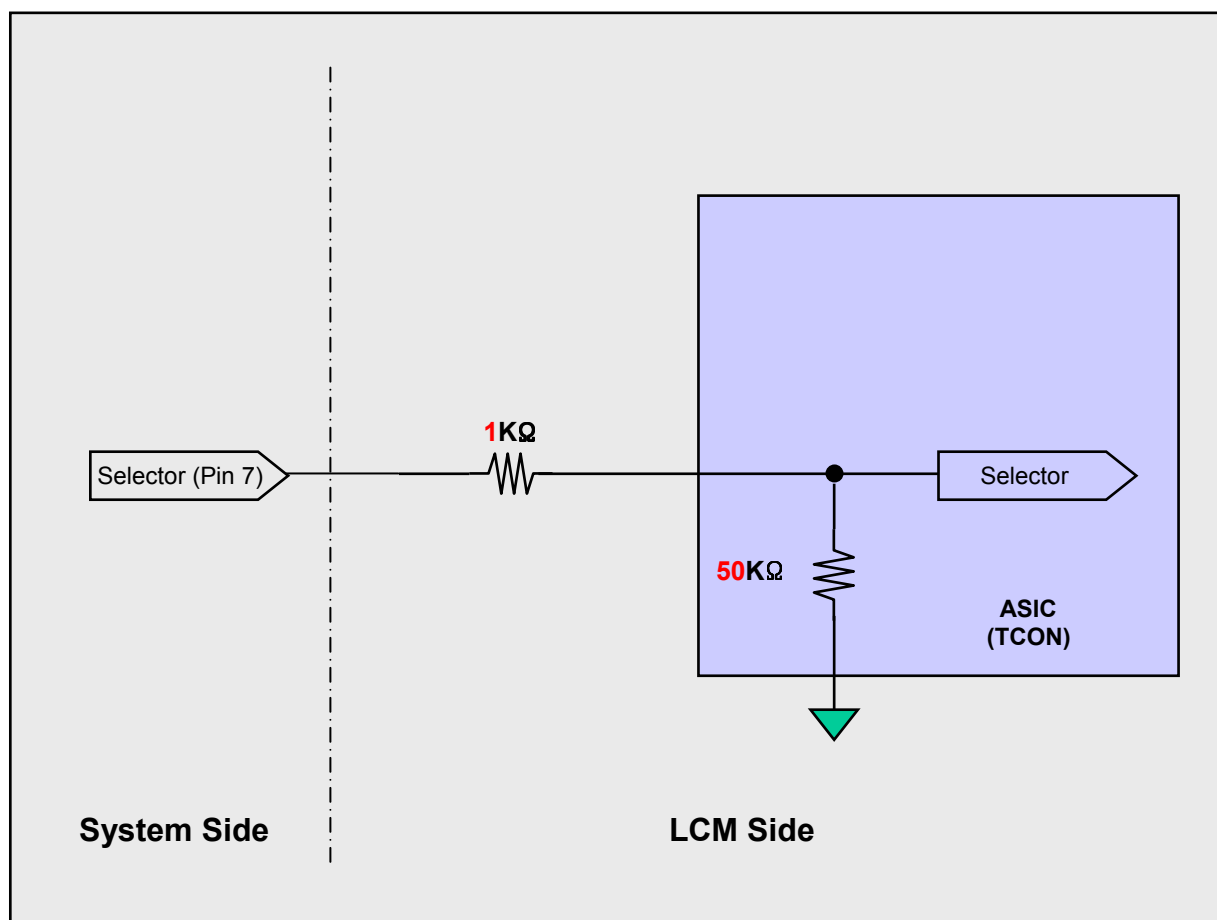 1KΩ
Selector (Pin 7)
Selector
50KΩ
ASIC
(TCON)
System Side
LCM Side